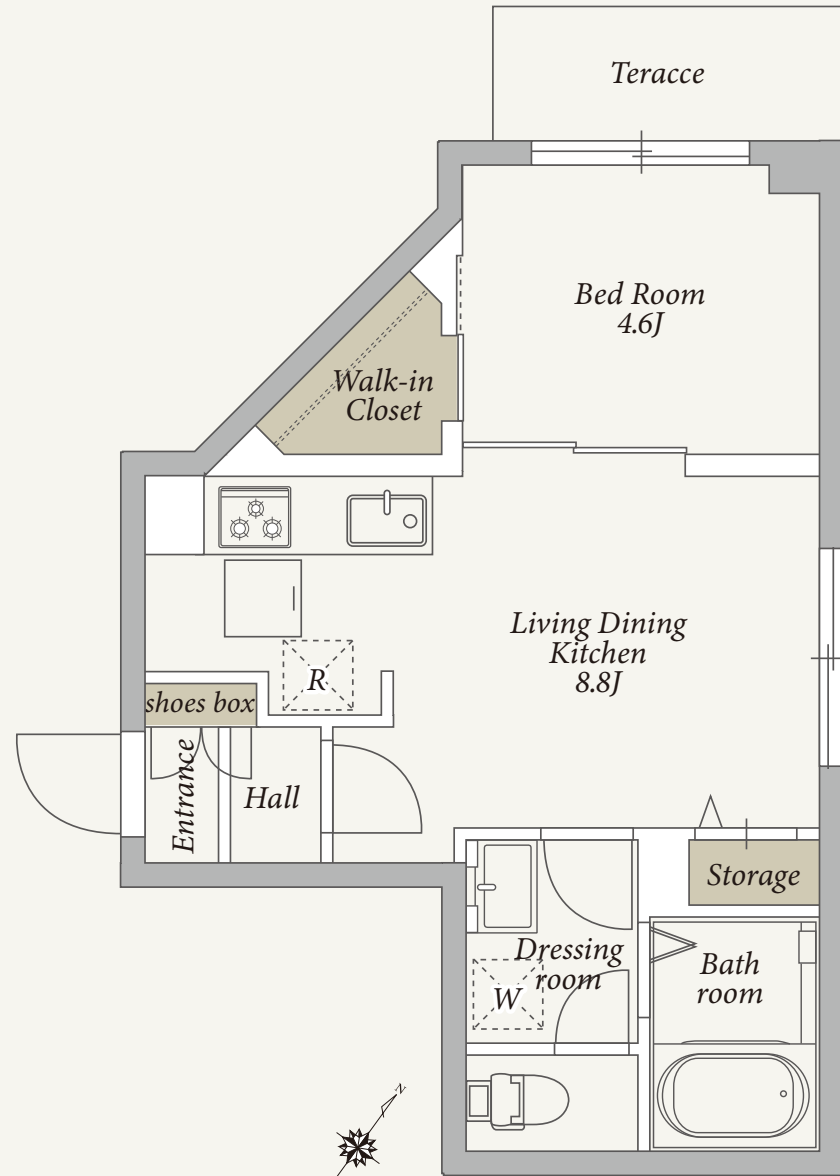 Teracce
Bed Room
4.6J
Walk-in
Closet
Living Dining
Kitchen
8.8J
R
shoes box
Entrance
Hall
Storage
Dressing
room
W
Bath
room
N